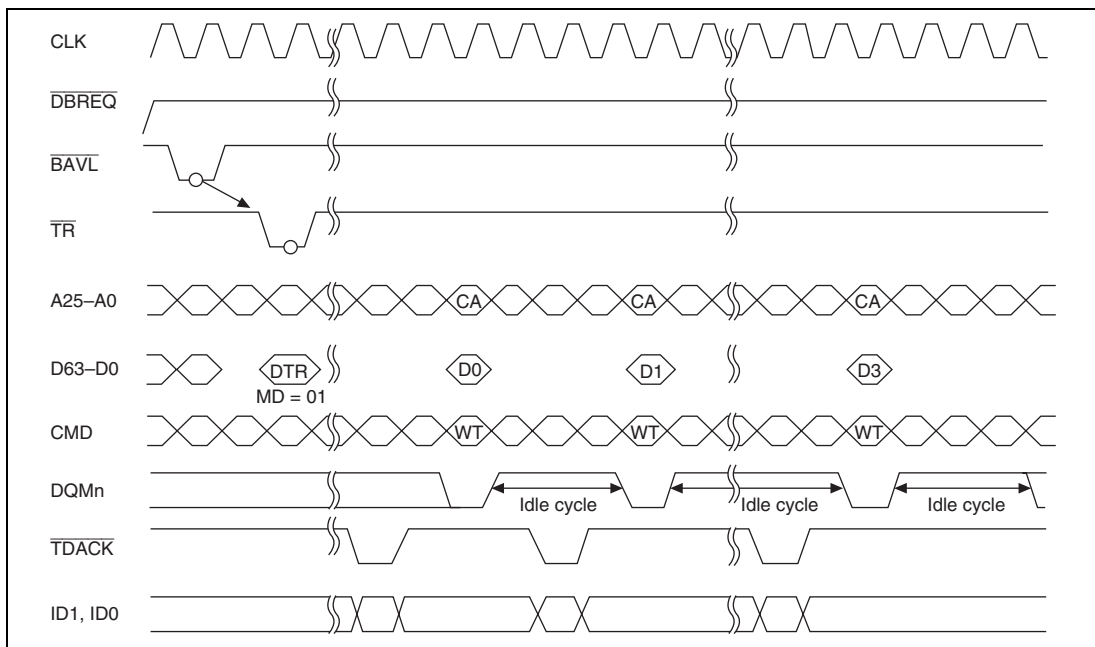 CLK
DBREQ
BAVL
TR
A25–A0 CA CA CA
D63–D0 DTR D0 D1 D3
MD = 01
CMD WT WT WT
DQMn Idle cycle Idle cycle Idle cycle
TDACK
ID1, ID0